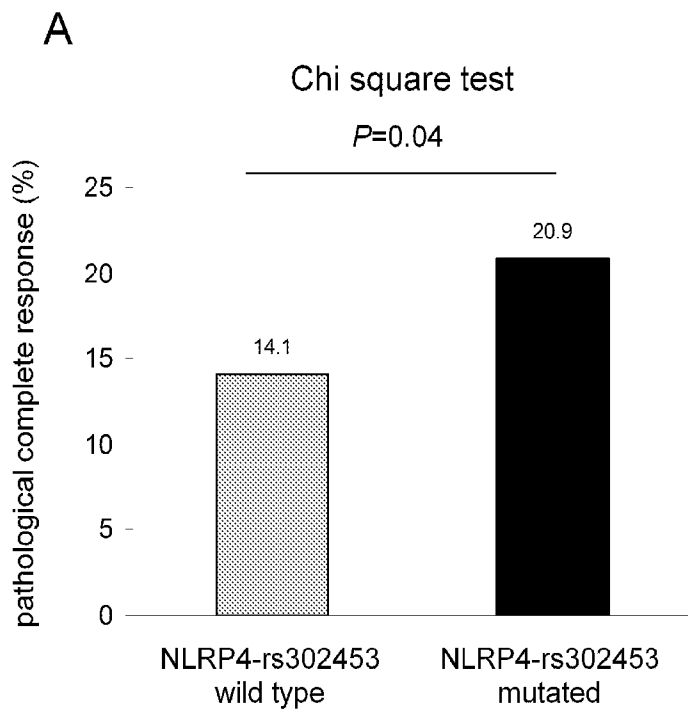 A
Chi square test
P=0.04
pathological complete response (%)
25
20
15
10
5
0
14.1
20.9
NLRP4-rs302453
wild type
NLRP4-rs302453
mutated